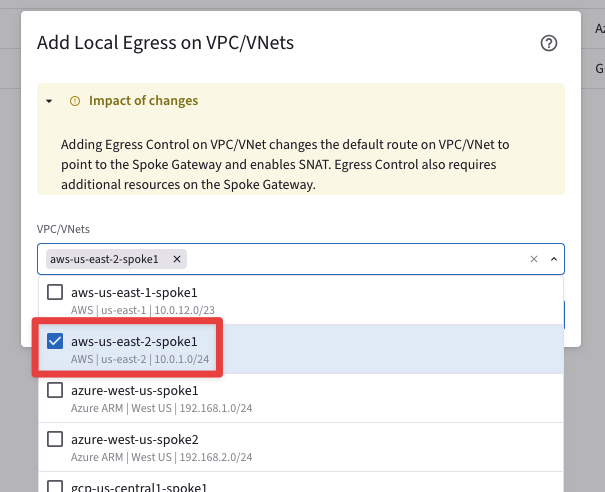 Add Local Egress on VPC/VNets
Impact of changes
Adding Egress Control on VPC/VNet changes the default route on VPC/VNet to
point to the Spoke Gateway and enables SNAT. Egress Control also requires
additional resources on the Spoke Gateway.
VPC/VNets
aws-us-east-2-spoke1
aws-us-east-1-spoke1
AWS | us-east-1 | 10.0.12.0/23
aws-us-east-2-spoke1
AWS | us-east-2 | 10.0.1.0/24
azure-west-us-spoke1
Azure ARM | West US | 192.168.1.0/24
azure-west-us-spoke2
Azure ARM | West US | 192.168.2.0/24
gcp-us-central1-spoke1